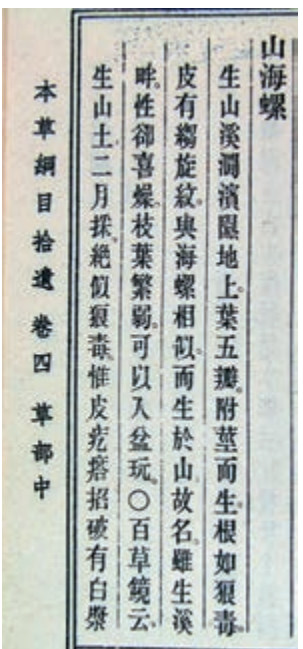 山海螺
生山溪澗濱隰地上。葉五瓣。附莖而生。根如狼毒。
皮有縐旋紋。與海螺相似。而生於山。故名。雖生溪
畔。性卻喜燥。枝葉繁弱。可以入盆玩。○百草鏡云。
生山土。二月採。絶似狼毒。惟皮疙瘩。招破有白漿
本草綱目拾遺 卷四 草部中